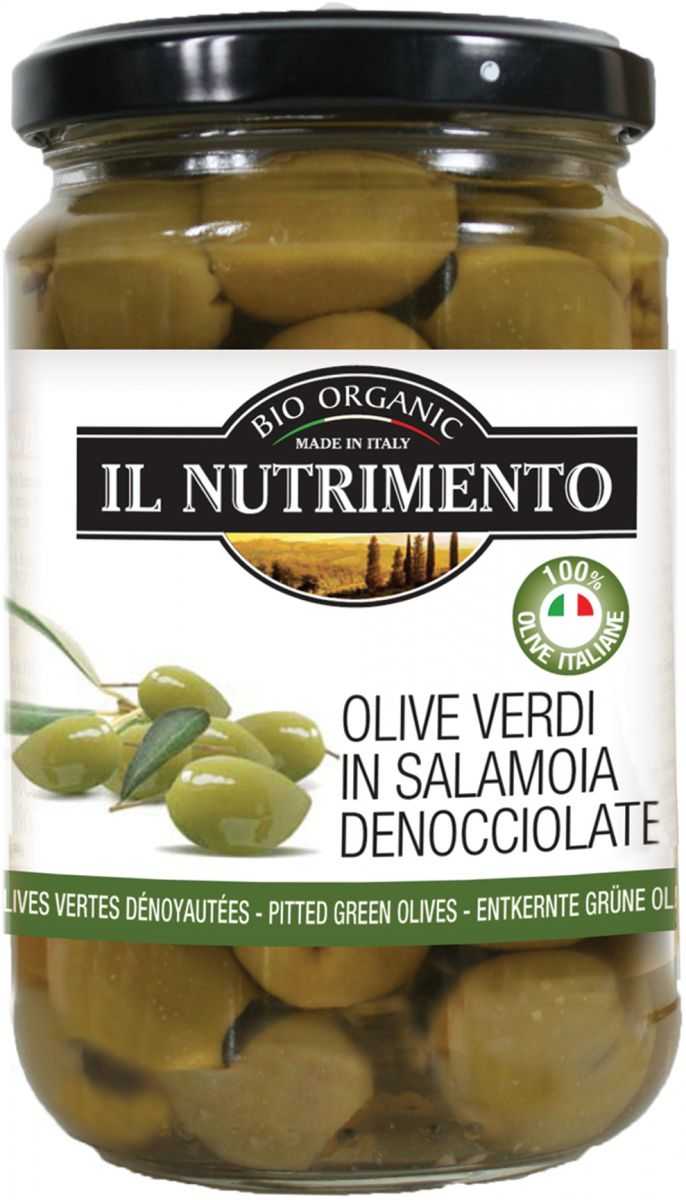 BIO ORGANIC
MADE IN ITALY
IL NUTRIMENTO
100%
OLIVE ITALIANE
OLIVE VERDI
IN SALAMOIA
DENOCCIOLATE
VERTES DÉNOYAUTÉES - PITTED GREEN OLIVES - ENTKERNTE GRÜNE